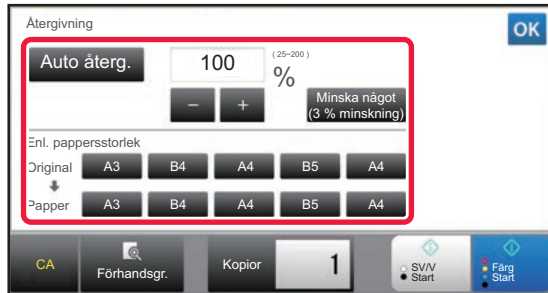 Återgivning
OK
Auto återg.
100
(25~200)
%
−
+
Minska något
(3 % minskning)
Enl. pappersstorlek
Original
A3
B4
A4
B5
A4
Papper
A3
B4
A4
B5
A4
CA
Förhandsgr.
Kopior
1
SV/V
Start
Färg
Start